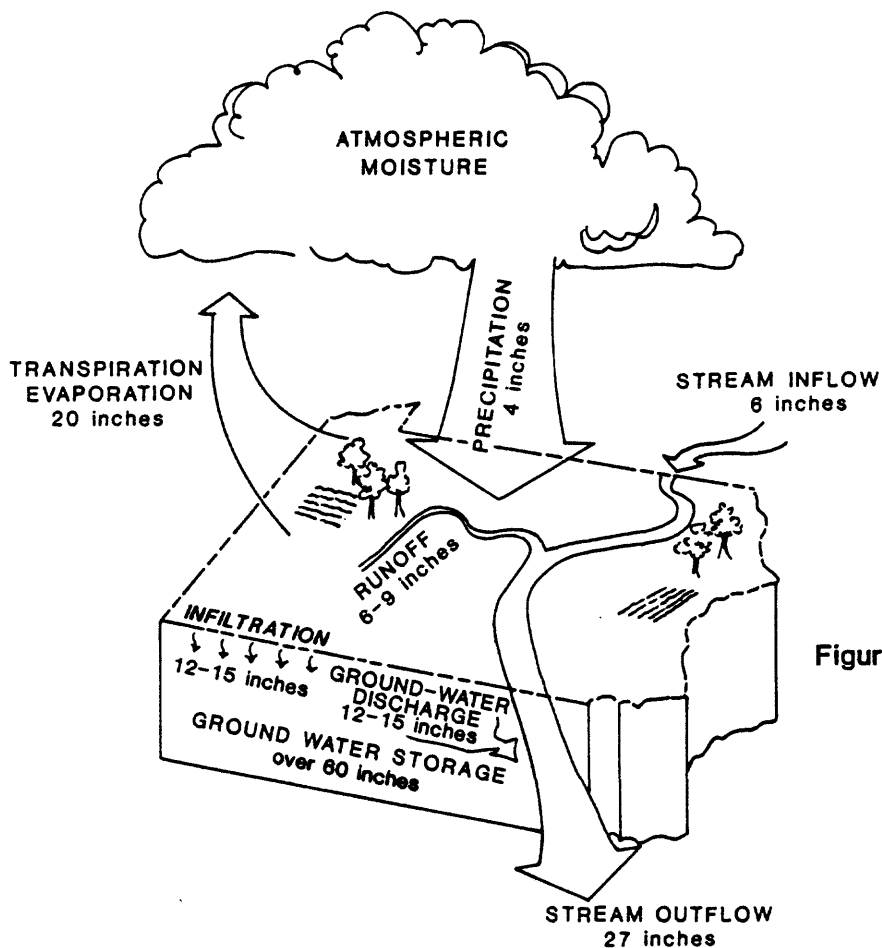 ATMOSPHERIC
MOISTURE
PRECIPITATION
4 inches
TRANSPIRATION
EVAPORATION
20 inches
STREAM INFLOW
6 inches
RUNOFF
6-9 inches
INFILTRATION
12-15 inches
GROUND-WATER
DISCHARGE
12-15 inches
GROUND WATER STORAGE
over 60 inches
Figur
STREAM OUTFLOW
27 inches